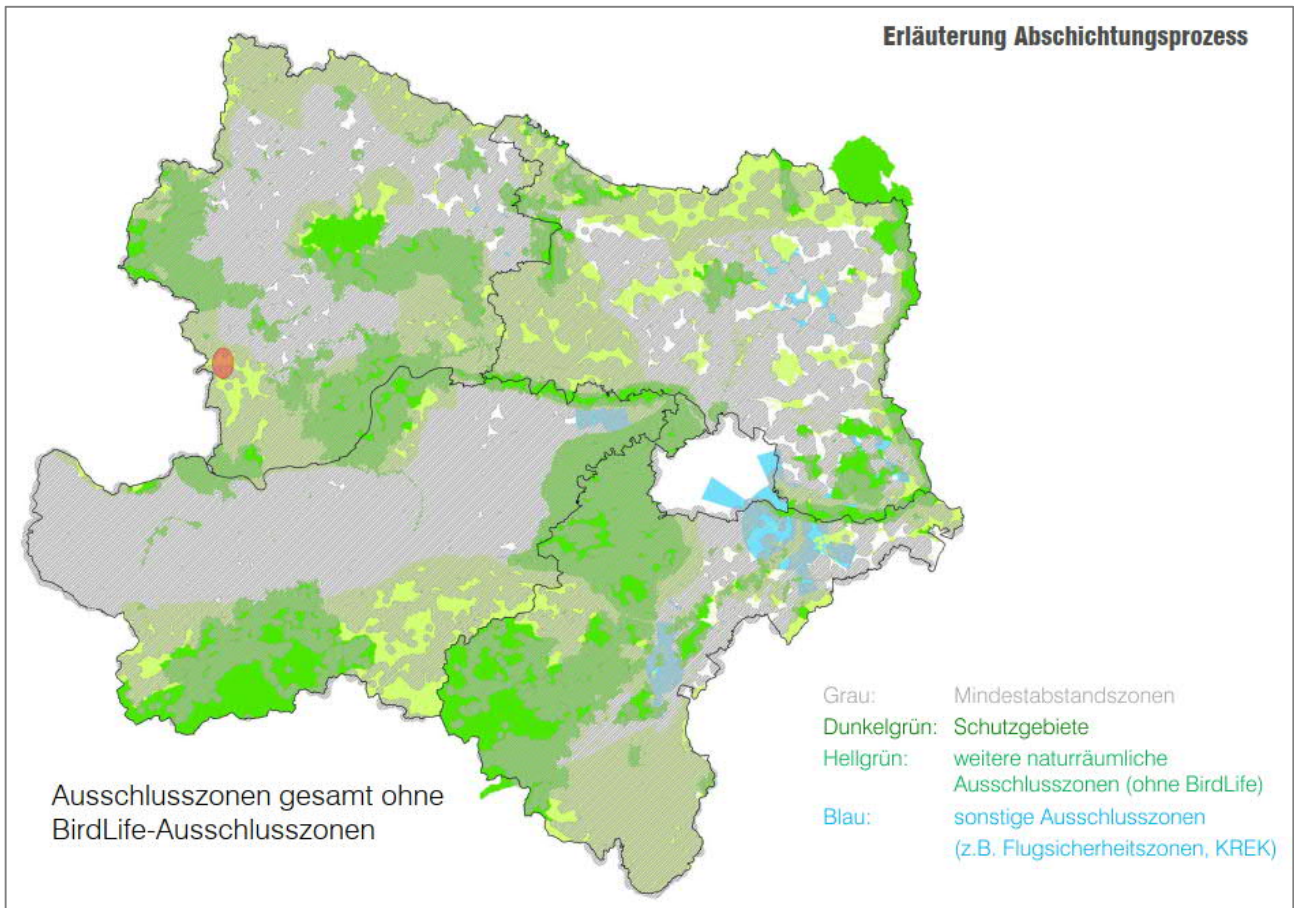 Erläuterung Abschichtungsprozess
Grau: Mindestabstandszonen
Dunkelgrün: Schutzgebiete
Hellgrün: weitere naturräumliche
Ausschlusszonen (ohne BirdLife)
Blau: sonstige Ausschlusszonen
(z.B. Flugsicherheitszonen, KREK)
Ausschlusszonen gesamt ohne
BirdLife-Ausschlusszonen